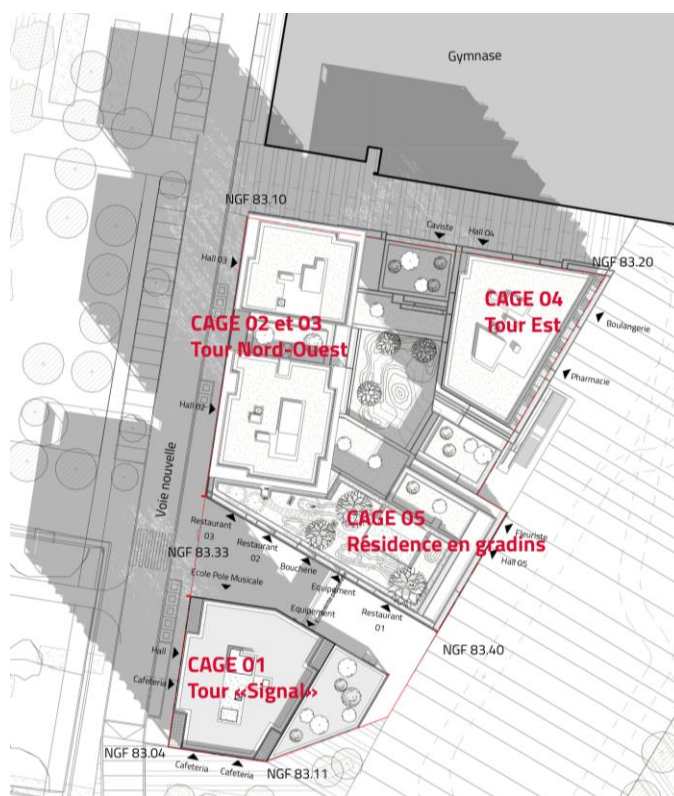 Gymnase
NGF 83.10
Caviste
Hall 04
NGF 83.20
Hall 03
CAGE 04
Tour Est
CAGE 02 et 03
Tour Nord-Ouest
Boulangerie
Pharmacie
Hall 02
Voie nouvelle
CAGE 05
Résidence en gradins
Restaurant
03
Restaurant
02
Boucherie
Fleuriste
Hall 05
NGF 83.33
Ecole Pole Musicale
Equipement
Equipement
Restaurant
01
NGF 83.40
Hall
CAGE 01
Tour «Signal»
Cafeteria
NGF 83.04
Cafeteria
Cafeteria
NGF 83.11